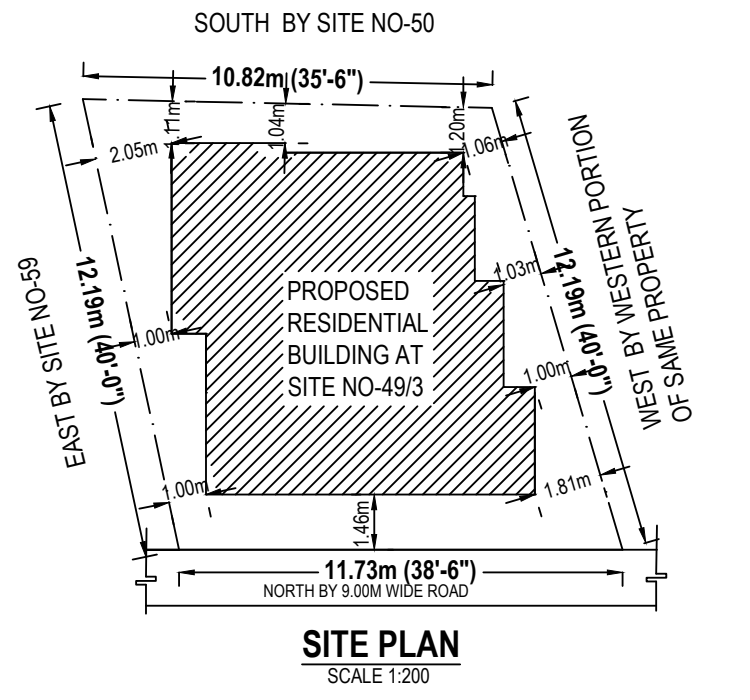 SOUTH BY SITE NO-50
10.82m (35'-6")
1.11m
1.04m
1.20m
2.05m
1.06m
EAST BY SITE NO-59
12.19m (40'-0")
PROPOSED
RESIDENTIAL
BUILDING AT
SITE NO-49/3
1.03m
12.19m (40'-0")
WEST BY WESTERN PORTION
OF SAME PROPERTY
1.00m
1.00m
1.00m
1.81m
1.46m
11.73m (38'-6")
NORTH BY 9.00M WIDE ROAD
SITE PLAN
SCALE 1:200